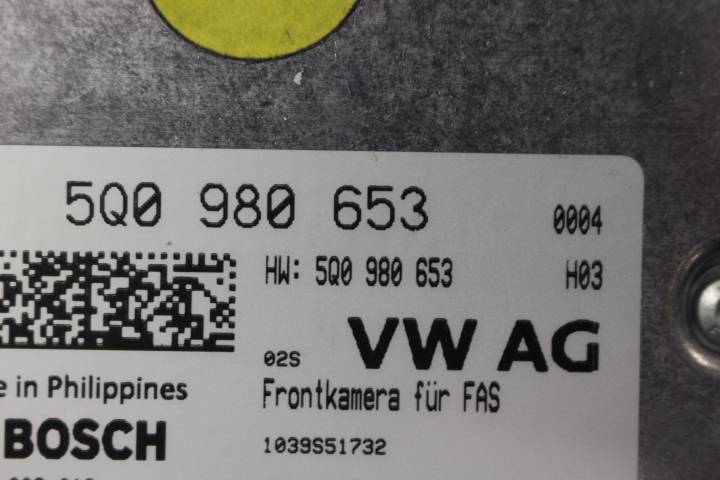 5Q0 980 653 0004
HW: 5Q0 980 653 H03
02S VW AG
e in Philippines
Frontkamera für FAS
BOSCH
1039S51732